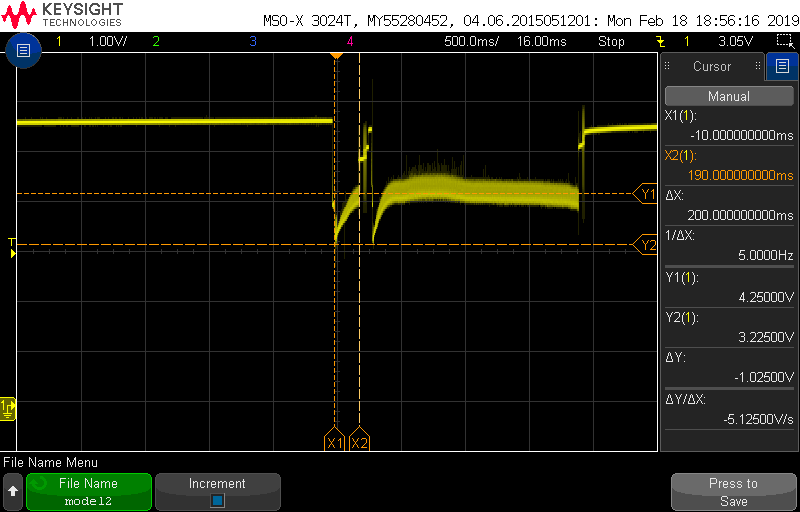 KEYSIGHT
TECHNOLOGIES
MSO-X 3024T, MY55280452, 04.06.2015051201: Mon Feb 18 18:56:16 2019
1 1.00V/ 2 3 4 500.0ms/ 16.00ms Stop 1 3.05V
Cursor
Manual
X1(1):
-10.000000000ms
X2(1):
190.000000000ms
ΔX:
200.000000000ms
1/ΔX:
5.0000Hz
Y1(1):
4.25000V
Y2(1):
3.22500V
ΔY:
-1.02500V
ΔY/ΔX:
-5.12500V/s
Y1
T
Y2
1
X1 X2
File Name Menu
File Name
model2
Increment
Press to
Save